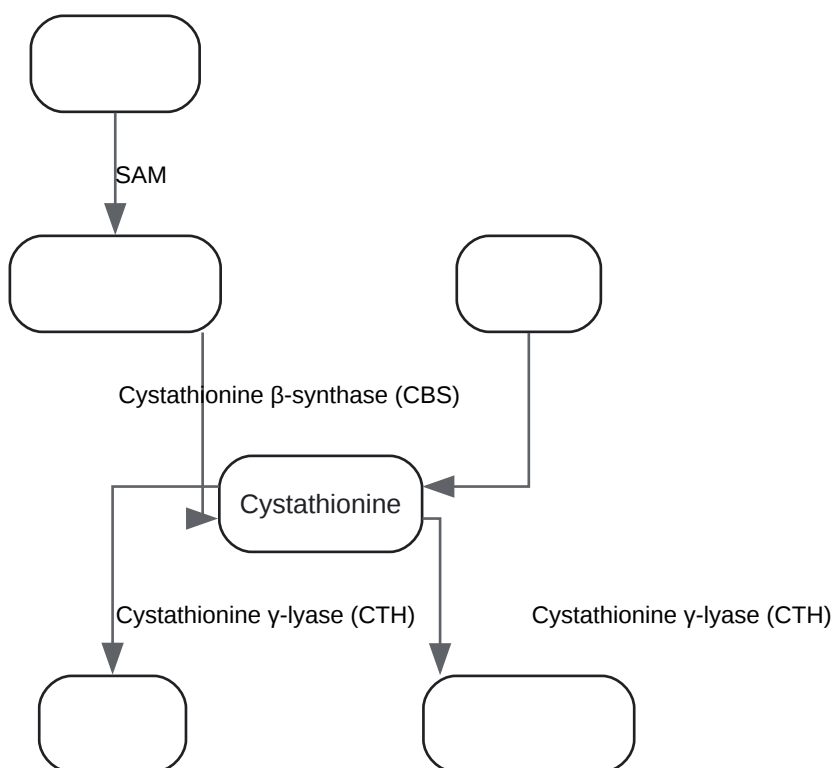 SAM
Cystathionine β-synthase (CBS)
Cystathionine
Cystathionine γ-lyase (CTH)
Cystathionine γ-lyase (CTH)